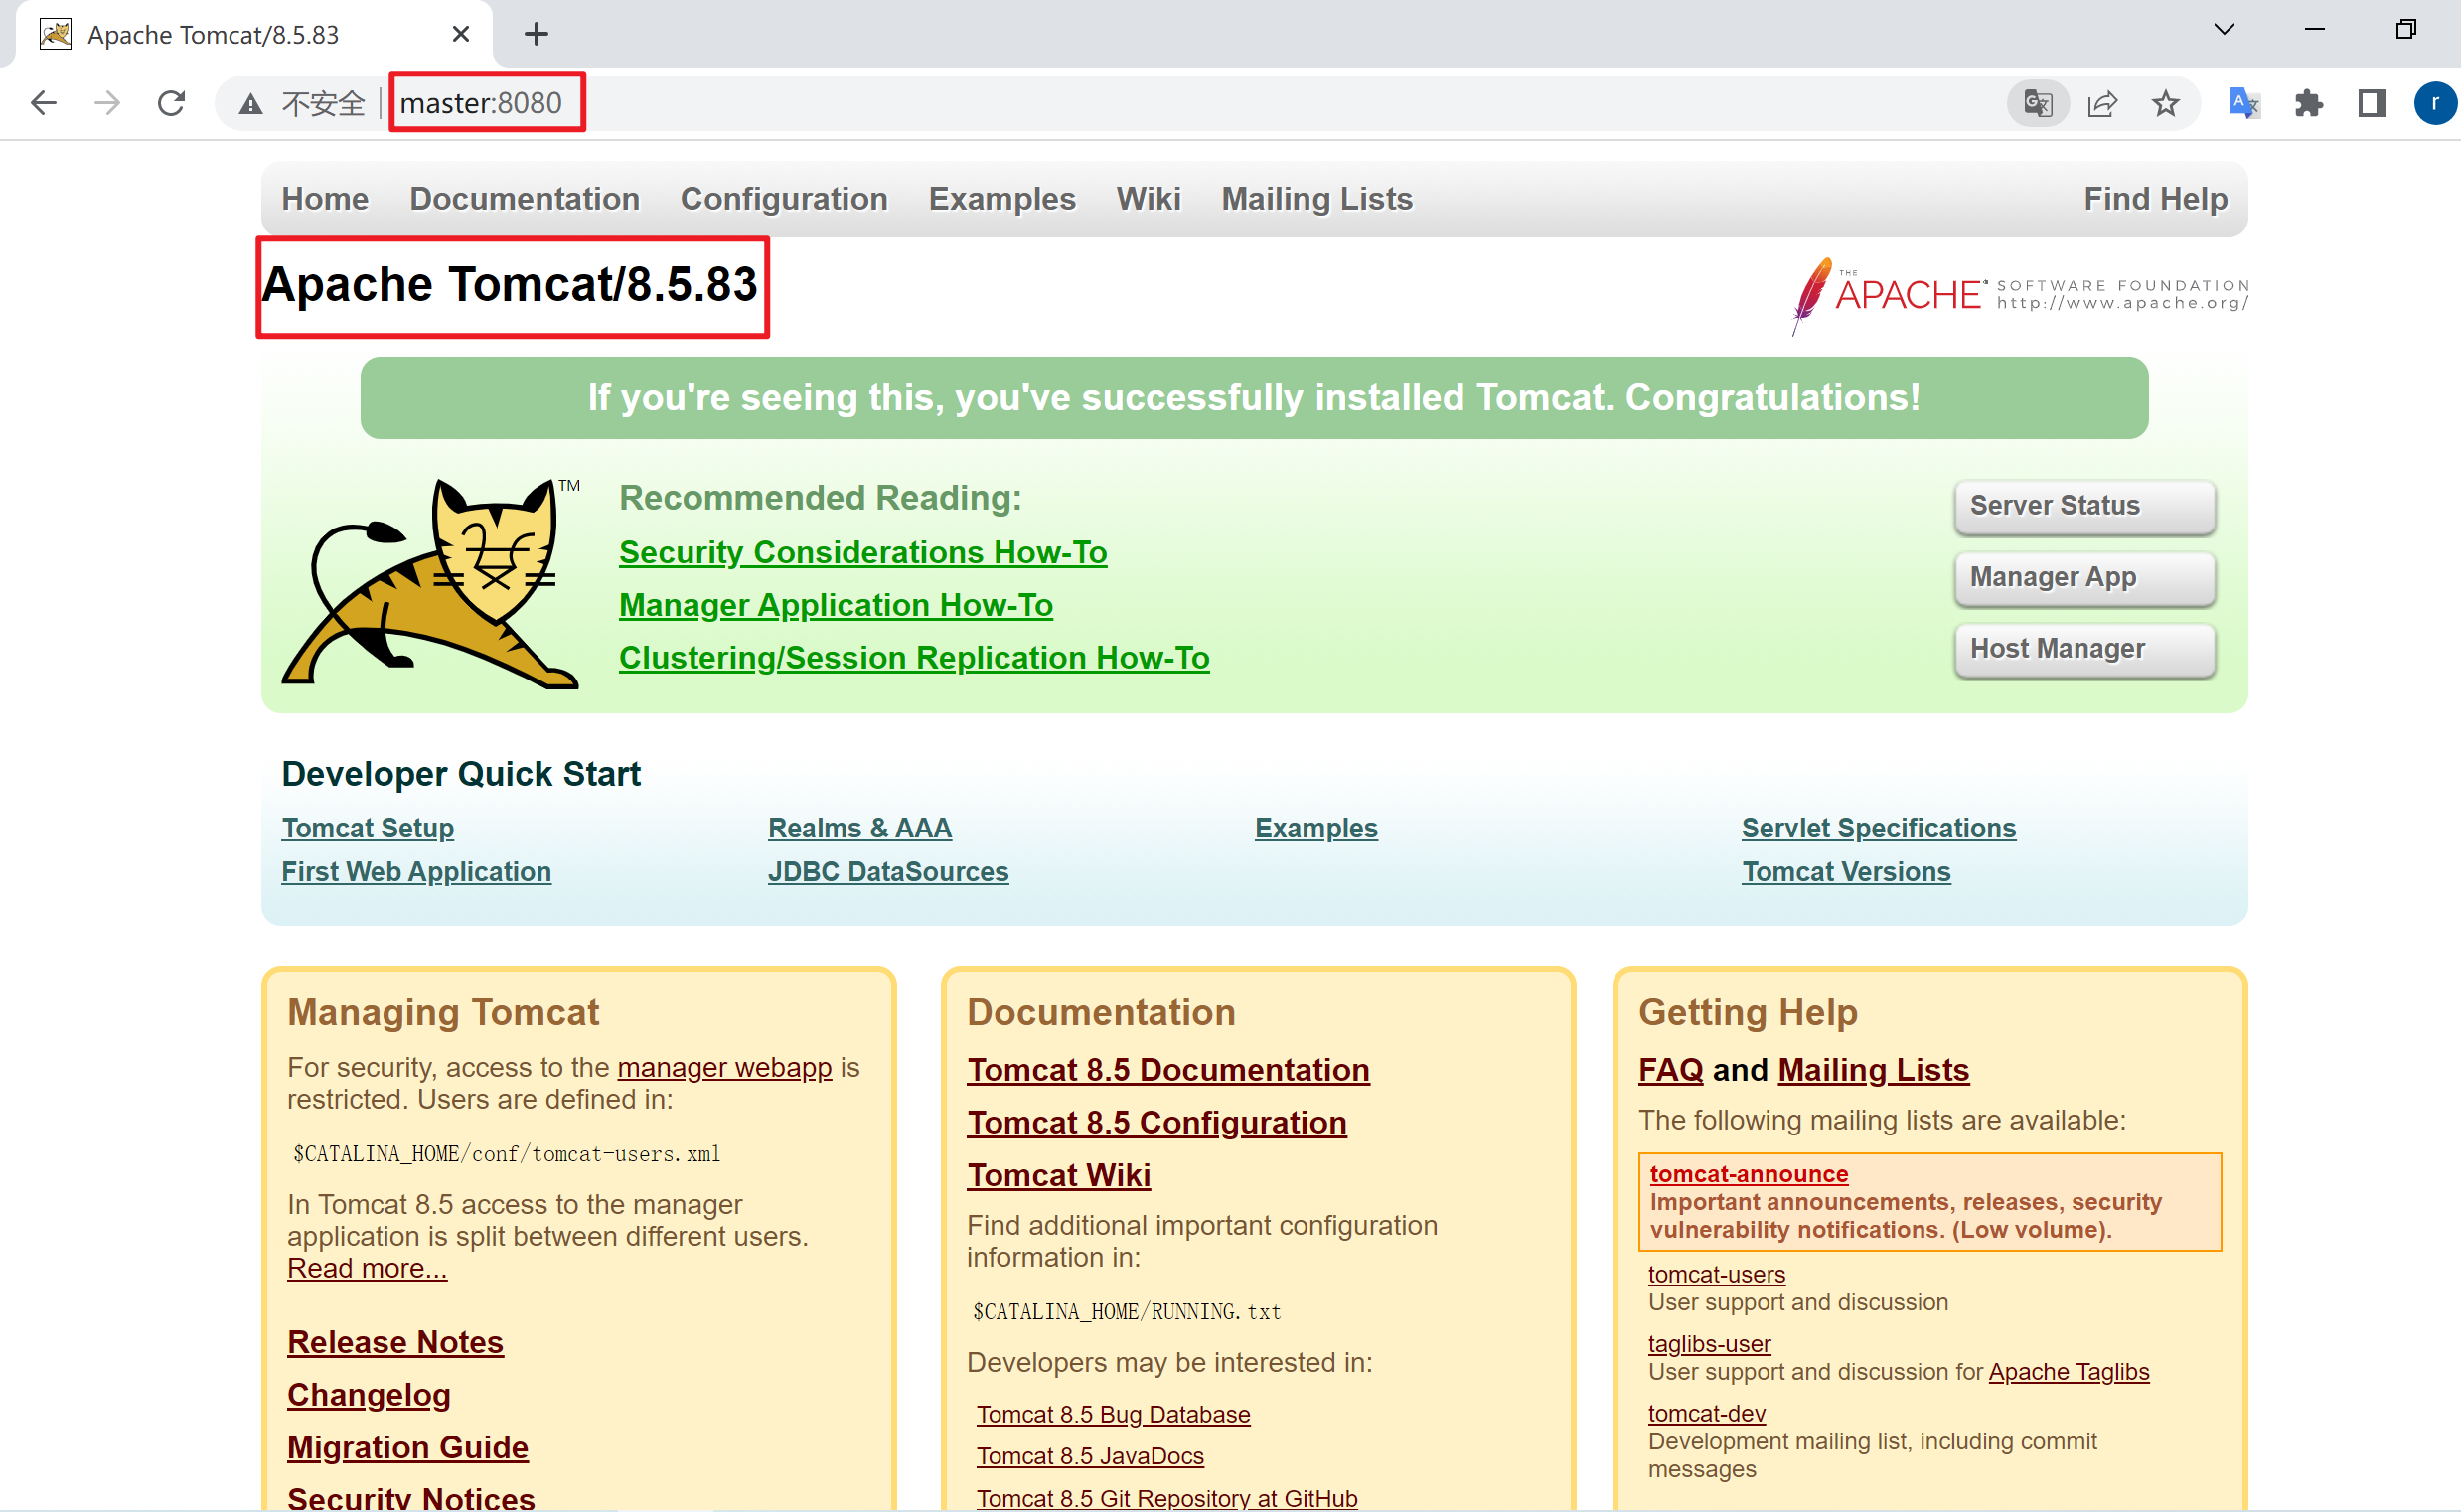 Apache Tomcat/8.5.83
不安全
master:8080
r
Home Documentation Configuration Examples Wiki Mailing Lists Find Help
Apache Tomcat/8.5.83
THE
APACHE
SOFTWARE FOUNDATION
http://www.apache.org/
If you're seeing this, you've successfully installed Tomcat. Congratulations!
TM
Recommended Reading:
Security Considerations How-To
Manager Application How-To
Clustering/Session Replication How-To
Server Status
Manager App
Host Manager
Developer Quick Start
Tomcat Setup
First Web Application
Realms & AAA
JDBC DataSources
Examples
Servlet Specifications
Tomcat Versions
Managing Tomcat
For security, access to the manager webapp is
restricted. Users are defined in:
$CATALINA_HOME/conf/tomcat-users.xml
In Tomcat 8.5 access to the manager
application is split between different users.
Read more...
Release Notes
Changelog
Migration Guide
Security Notices
Documentation
Tomcat 8.5 Documentation
Tomcat 8.5 Configuration
Tomcat Wiki
Find additional important configuration
information in:
$CATALINA_HOME/RUNNING.txt
Developers may be interested in:
Tomcat 8.5 Bug Database
Tomcat 8.5 JavaDocs
Tomcat 8.5 Git Repository at GitHub
Getting Help
FAQ and Mailing Lists
The following mailing lists are available:
tomcat-announce
Important announcements, releases, security
vulnerability notifications. (Low volume).
tomcat-users
User support and discussion
taglibs-user
User support and discussion for Apache Taglibs
tomcat-dev
Development mailing list, including commit
messages